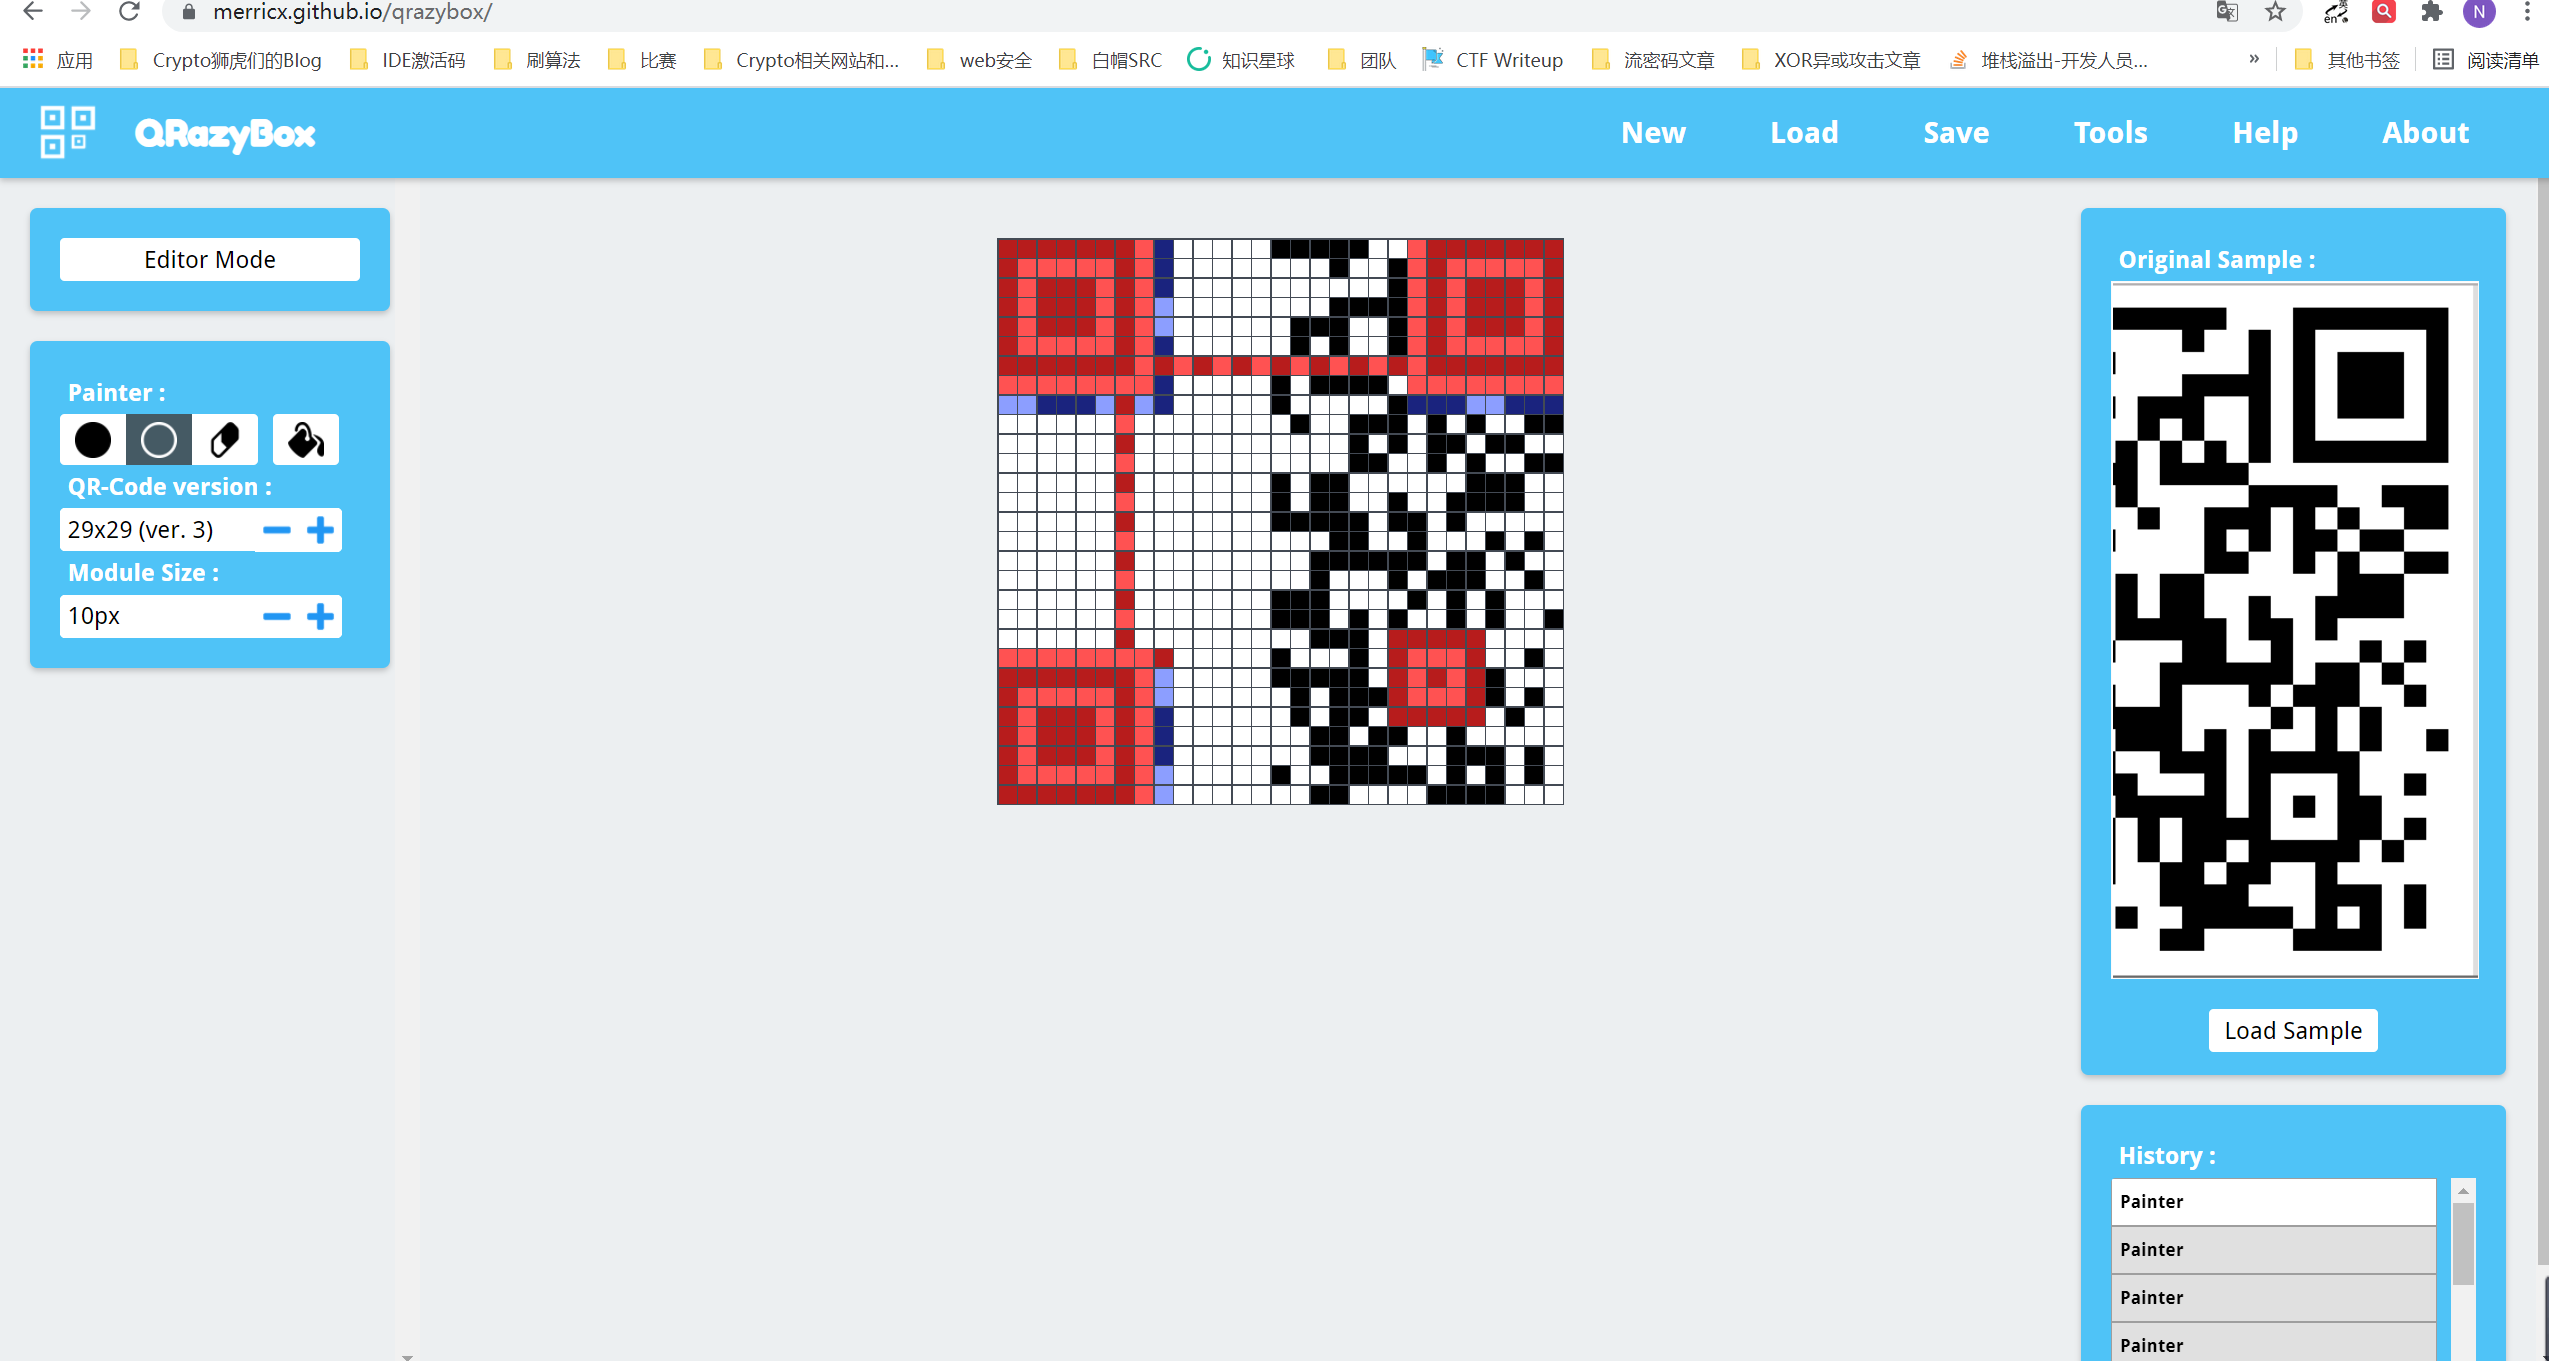 merricx.github.io/qrazybox/
N
应用 Crypto狮虎们的Blog IDE激活码 刷算法 比赛 Crypto相关网站和... web安全 白帽SRC 知识星球 团队 CTF Writeup 流密码文章 XOR异或攻击文章 堆栈溢出-开发人员... » 其他书签 阅读清单
QRazyBox New Load Save Tools Help About
Editor Mode
Painter :
QR-Code version :
29x29 (ver. 3)
Module Size :
10px
Original Sample :
Load Sample
History :
Painter
Painter
Painter
Painter